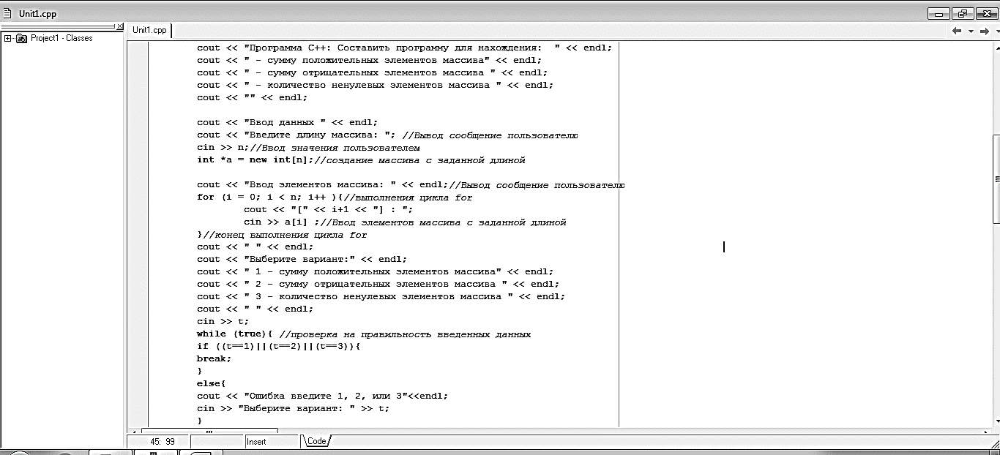 Unit1.cpp
Project1 - Classes
Unit1.cpp
cout << "Программа С++: Составить программу для нахождения:  " << endl;
cout << " - сумму положительных элементов массива" << endl;
cout << " - сумму отрицательных элементов массива " << endl;
cout << " - количество ненулевых элементов массива " << endl;
cout << "" << endl;
cout << "Ввод данных " << endl;
cout << "Введите длину массива: "; //Вывод сообщение пользователю
cin >> n;//Ввод значения пользователем
int *a = new int[n];//создание массива с заданной длиной
cout << "Ввод элементов массива: " << endl;//Вывод сообщение пользователю
for (i = 0; i < n; i++ ){//выполнения цикла for
cout << "[" << i+1 << "] : ";
cin >> a[i] ;//Ввод элементов массива с заданной длиной
}//конец выполнения цикла for
cout << " " << endl;
cout << "Выберите вариант:" << endl;
cout << " 1 - сумму положительных элементов массива" << endl;
cout << " 2 - сумму отрицательных элементов массива " << endl;
cout << " 3 - количество ненулевых элементов массива " << endl;
cout << " " << endl;
cin >> t;
while (true){ //проверка на правильность введенных данных
if ((t==1)||(t==2)||(t==3)){
break;
}
else{
cout << "Ошибка введите 1, 2, или 3"<<endl;
cin >> "Выберите вариант: " >> t;
}
45: 99
Insert
Code